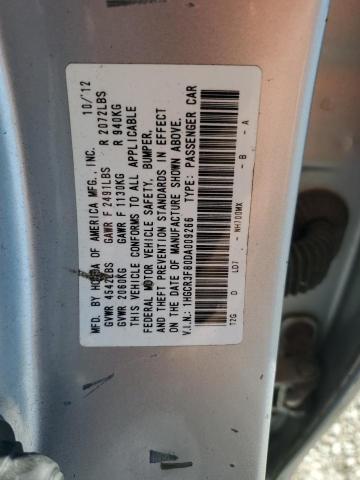 MFD. BY HONDA OF AMERICA MFG., INC. 10/12
GVWR 4542LBS GAWR F 2491LBS R 2072LBS
GVWR 2060KG GAWR F 1130KG R 940KG
THIS VEHICLE CONFORMS TO ALL APPLICABLE
FEDERAL MOTOR VEHICLE SAFETY, BUMPER,
AND THEFT PREVENTION STANDARDS IN EFFECT
ON THE DATE OF MANUFACTURE SHOWN ABOVE.
V.I.N.: 1HGCR3F80DA009266 TYPE: PASSENGER CAR
T2G D LD7 - NH700MX - B - A